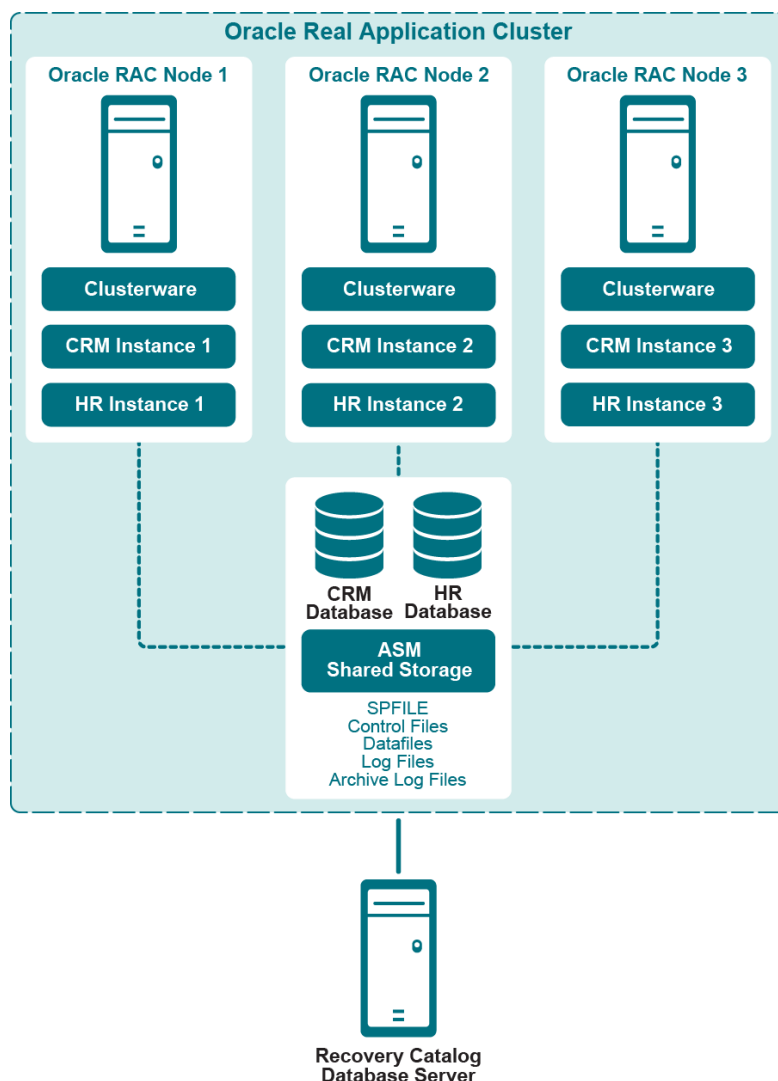 Oracle Real Application Cluster
Oracle RAC Node 1
Clusterware
CRM Instance 1
HR Instance 1
Oracle RAC Node 2
Clusterware
CRM Instance 2
HR Instance 2
Oracle RAC Node 3
Clusterware
CRM Instance 3
HR Instance 3
CRM
Database
HR
Database
ASM
Shared Storage
SPFILE
Control Files
Datafiles
Log Files
Archive Log Files
Recovery Catalog
Database Server